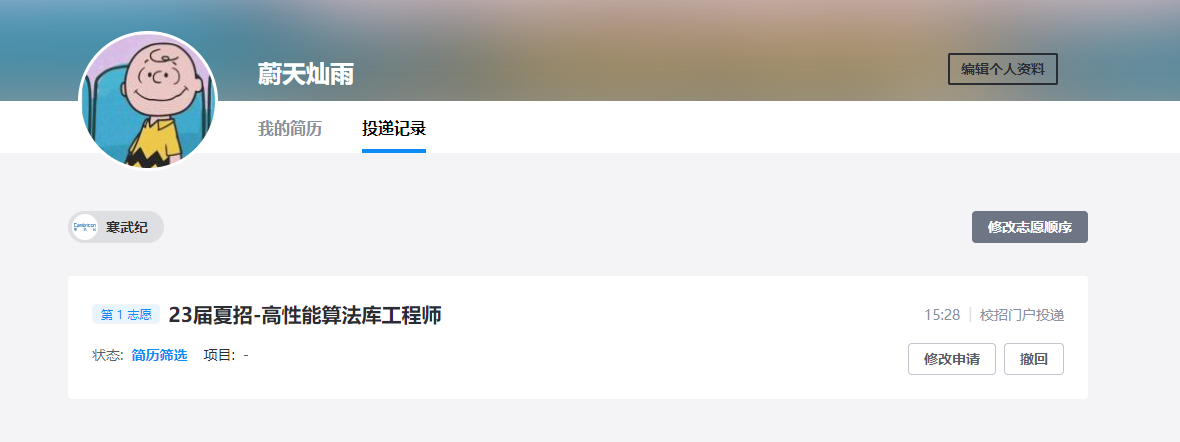 蔚天灿雨
编辑个人资料
我的简历 投递记录
Cambricon
寒武纪 修改志愿顺序
第 1 志愿 23届夏招-高性能算法库工程师 15:28 | 校招门户投递
状态: 简历筛选 项目: - 修改申请 撤回